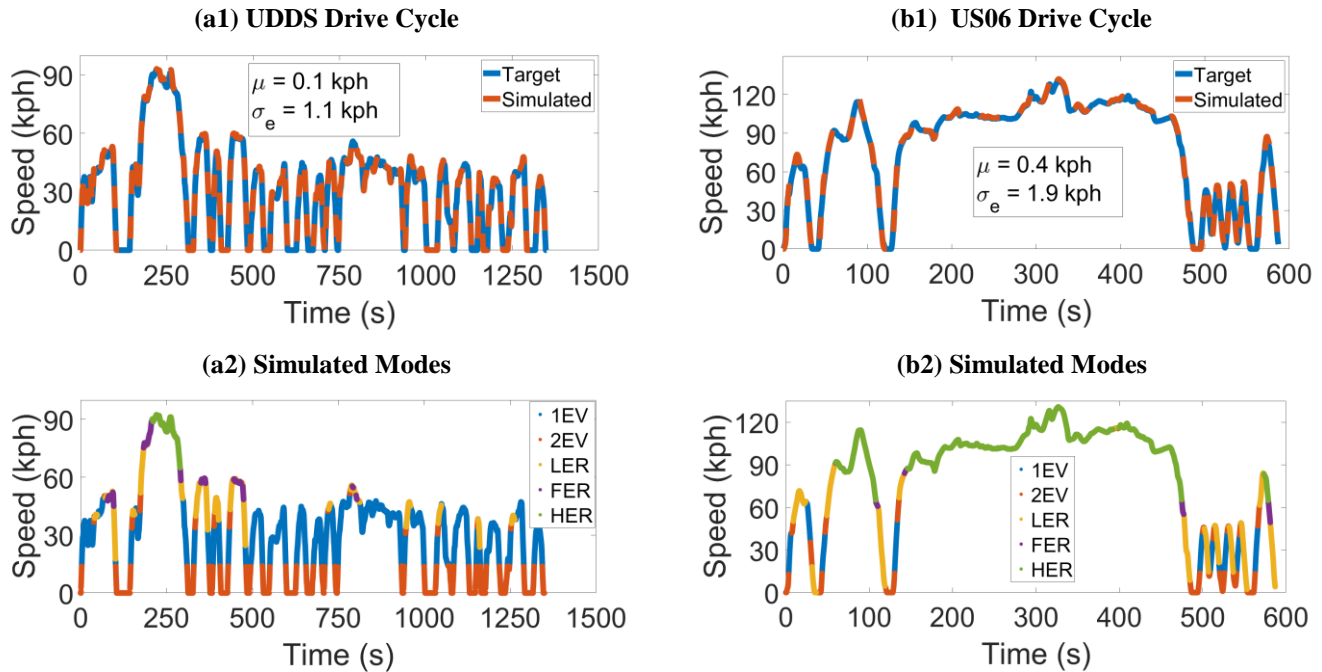 (a1) UDDS Drive Cycle
Speed (kph)
90
60
30
0
μ = 0.1 kph
σe = 1.1 kph
Target
Simulated
0 250 500 750 1000 1250 1500
Time (s)
(b1) US06 Drive Cycle
Speed (kph)
120
90
60
30
0
Target
Simulated
μ = 0.4 kph
σe = 1.9 kph
0 100 200 300 400 500 600
Time (s)
(a2) Simulated Modes
Speed (kph)
90
60
30
0
1EV
2EV
LER
FER
HER
0 250 500 750 1000 1250 1500
Time (s)
(b2) Simulated Modes
Speed (kph)
120
90
60
30
0
1EV
2EV
LER
FER
HER
0 100 200 300 400 500 600
Time (s)